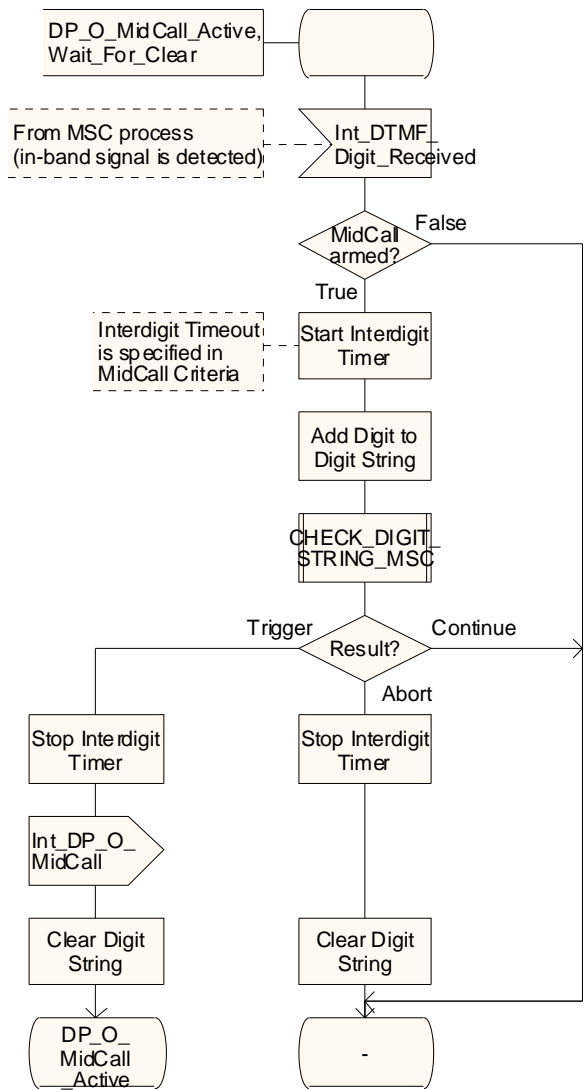 DP_O_MidCall_Active,
Wait_For_Clear
From MSC process
(in-band signal is detected)
Int_DTMF_
Digit_Received
MidCall
armed?
False
True
Interdigit Timeout
is specified in
MidCall Criteria
Start Interdigit
Timer
Add Digit to
Digit String
CHECK_DIGIT_
STRING_MSC
Trigger
Result?
Continue
Abort
Stop Interdigit
Timer
Stop Interdigit
Timer
Int_DP_O_
MidCall
Clear Digit
String
Clear Digit
String
DP_O_
MidCall
_Active
-